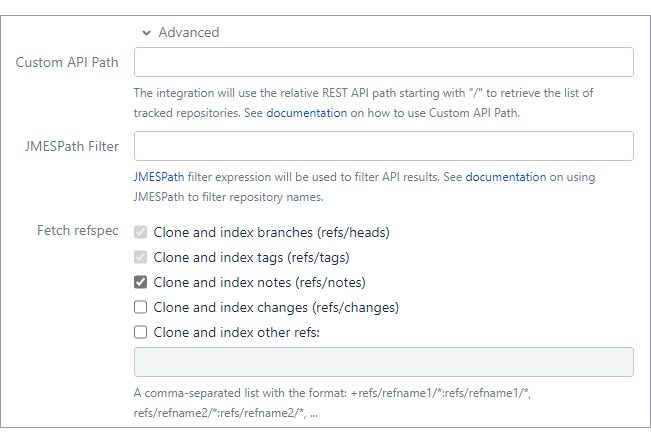 Advanced
Custom API Path
The integration will use the relative REST API path starting with "/" to retrieve the list of
tracked repositories. See documentation on how to use Custom API Path.
JMESPath Filter
JMESPath filter expression will be used to filter API results. See documentation on using
JMESPath to filter repository names.
Fetch refspec
Clone and index branches (refs/heads)
Clone and index tags (refs/tags)
Clone and index notes (refs/notes)
Clone and index changes (refs/changes)
Clone and index other refs:
A comma-separated list with the format: +refs/refname1/*:refs/refname1/*,
refs/refname2/*:refs/refname2/*, ...